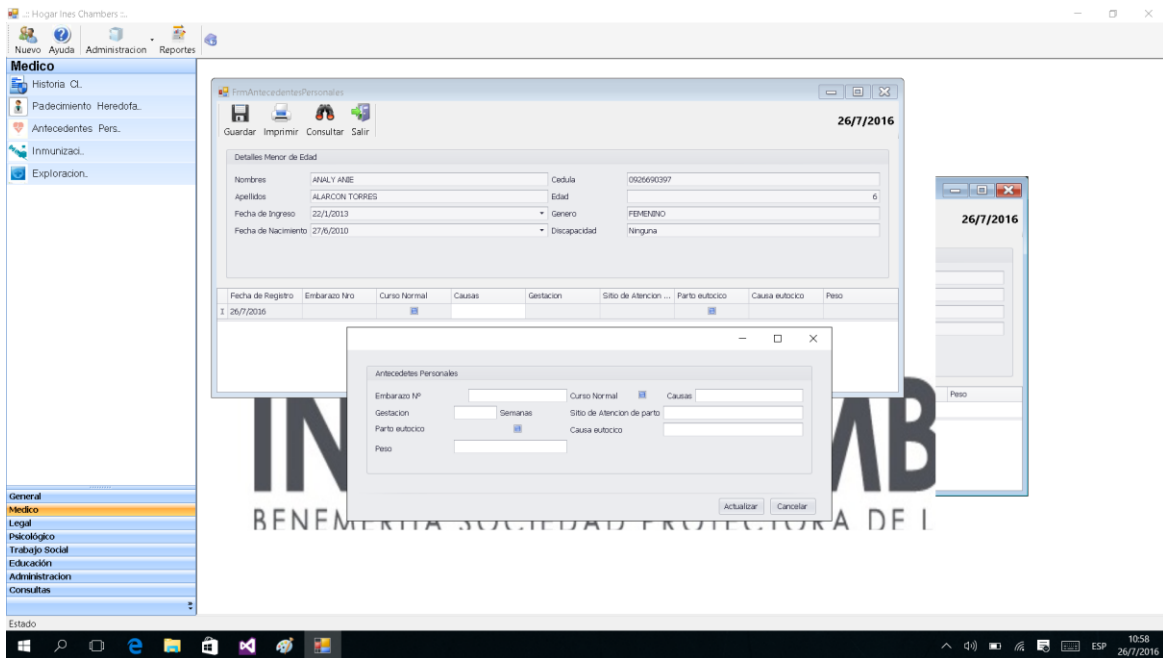 ..: Hogar Ines Chambers :..
Nuevo Ayuda Administracion Reportes
Medico
Historia Cl..
Padecimiento Heredofa..
Antecedentes Pers..
Inmunizaci..
Exploracion..
General
Medico
Legal
Psicológico
Trabajo Social
Educación
Administracion
Consultas
Estado
FrmAntecedentesPersonales
Guardar Imprimir Consultar Salir
26/7/2016
Detalles Menor de Edad
Nombres ANALY ANIE Cedula 0926690397
Apellidos ALARCON TORRES Edad 6
Fecha de Ingreso 22/1/2013 Genero FEMENINO
Fecha de Nacimiento 27/6/2010 Discapacidad Ninguna
Fecha de Registro Embarazo Nro Curso Normal Causas Gestacion Sitio de Atencion ... Parto eutocico Causa eutocico Peso
26/7/2016
Antecedetes Personales
Embarazo Nº Curso Normal Causas
Gestacion Semanas Sitio de Atencion de parto
Parto eutocico Causa eutocico
Peso
Actualizar Cancelar
26/7/2016
Peso
BENEMERITA SOCIEDAD PROTECTORA DE L
ESP
10:58
26/7/2016